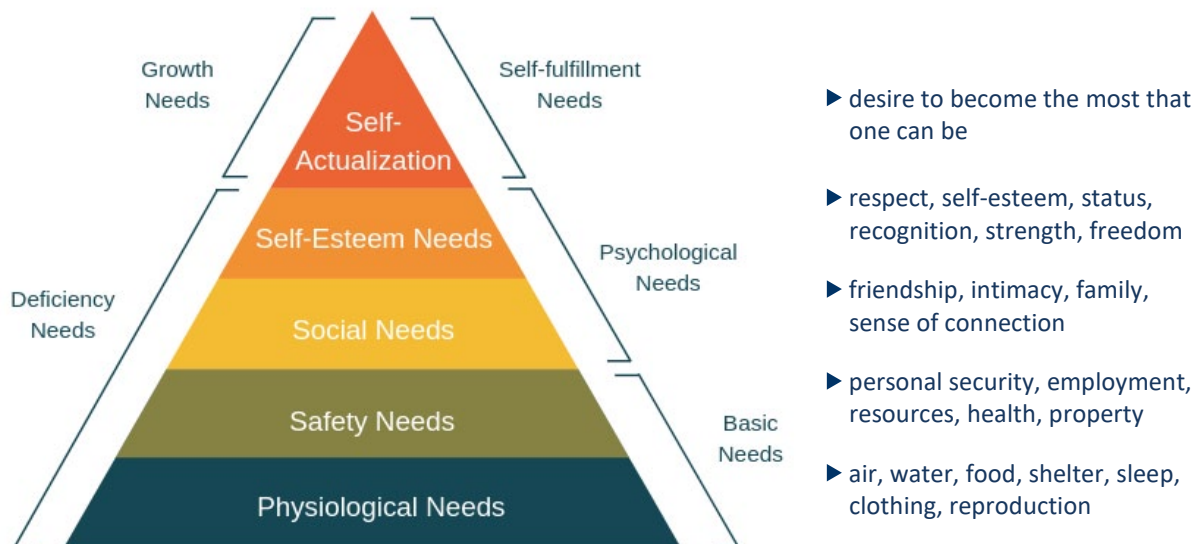 Growth
Needs
Self-fulfillment
Needs
Self-
Actualization
▶ desire to become the most that
one can be
Self-Esteem Needs
▶ respect, self-esteem, status,
recognition, strength, freedom
Psychological
Needs
Deficiency
Needs
Social Needs
▶ friendship, intimacy, family,
sense of connection
Safety Needs
▶ personal security, employment,
resources, health, property
Basic
Needs
Physiological Needs
▶ air, water, food, shelter, sleep,
clothing, reproduction